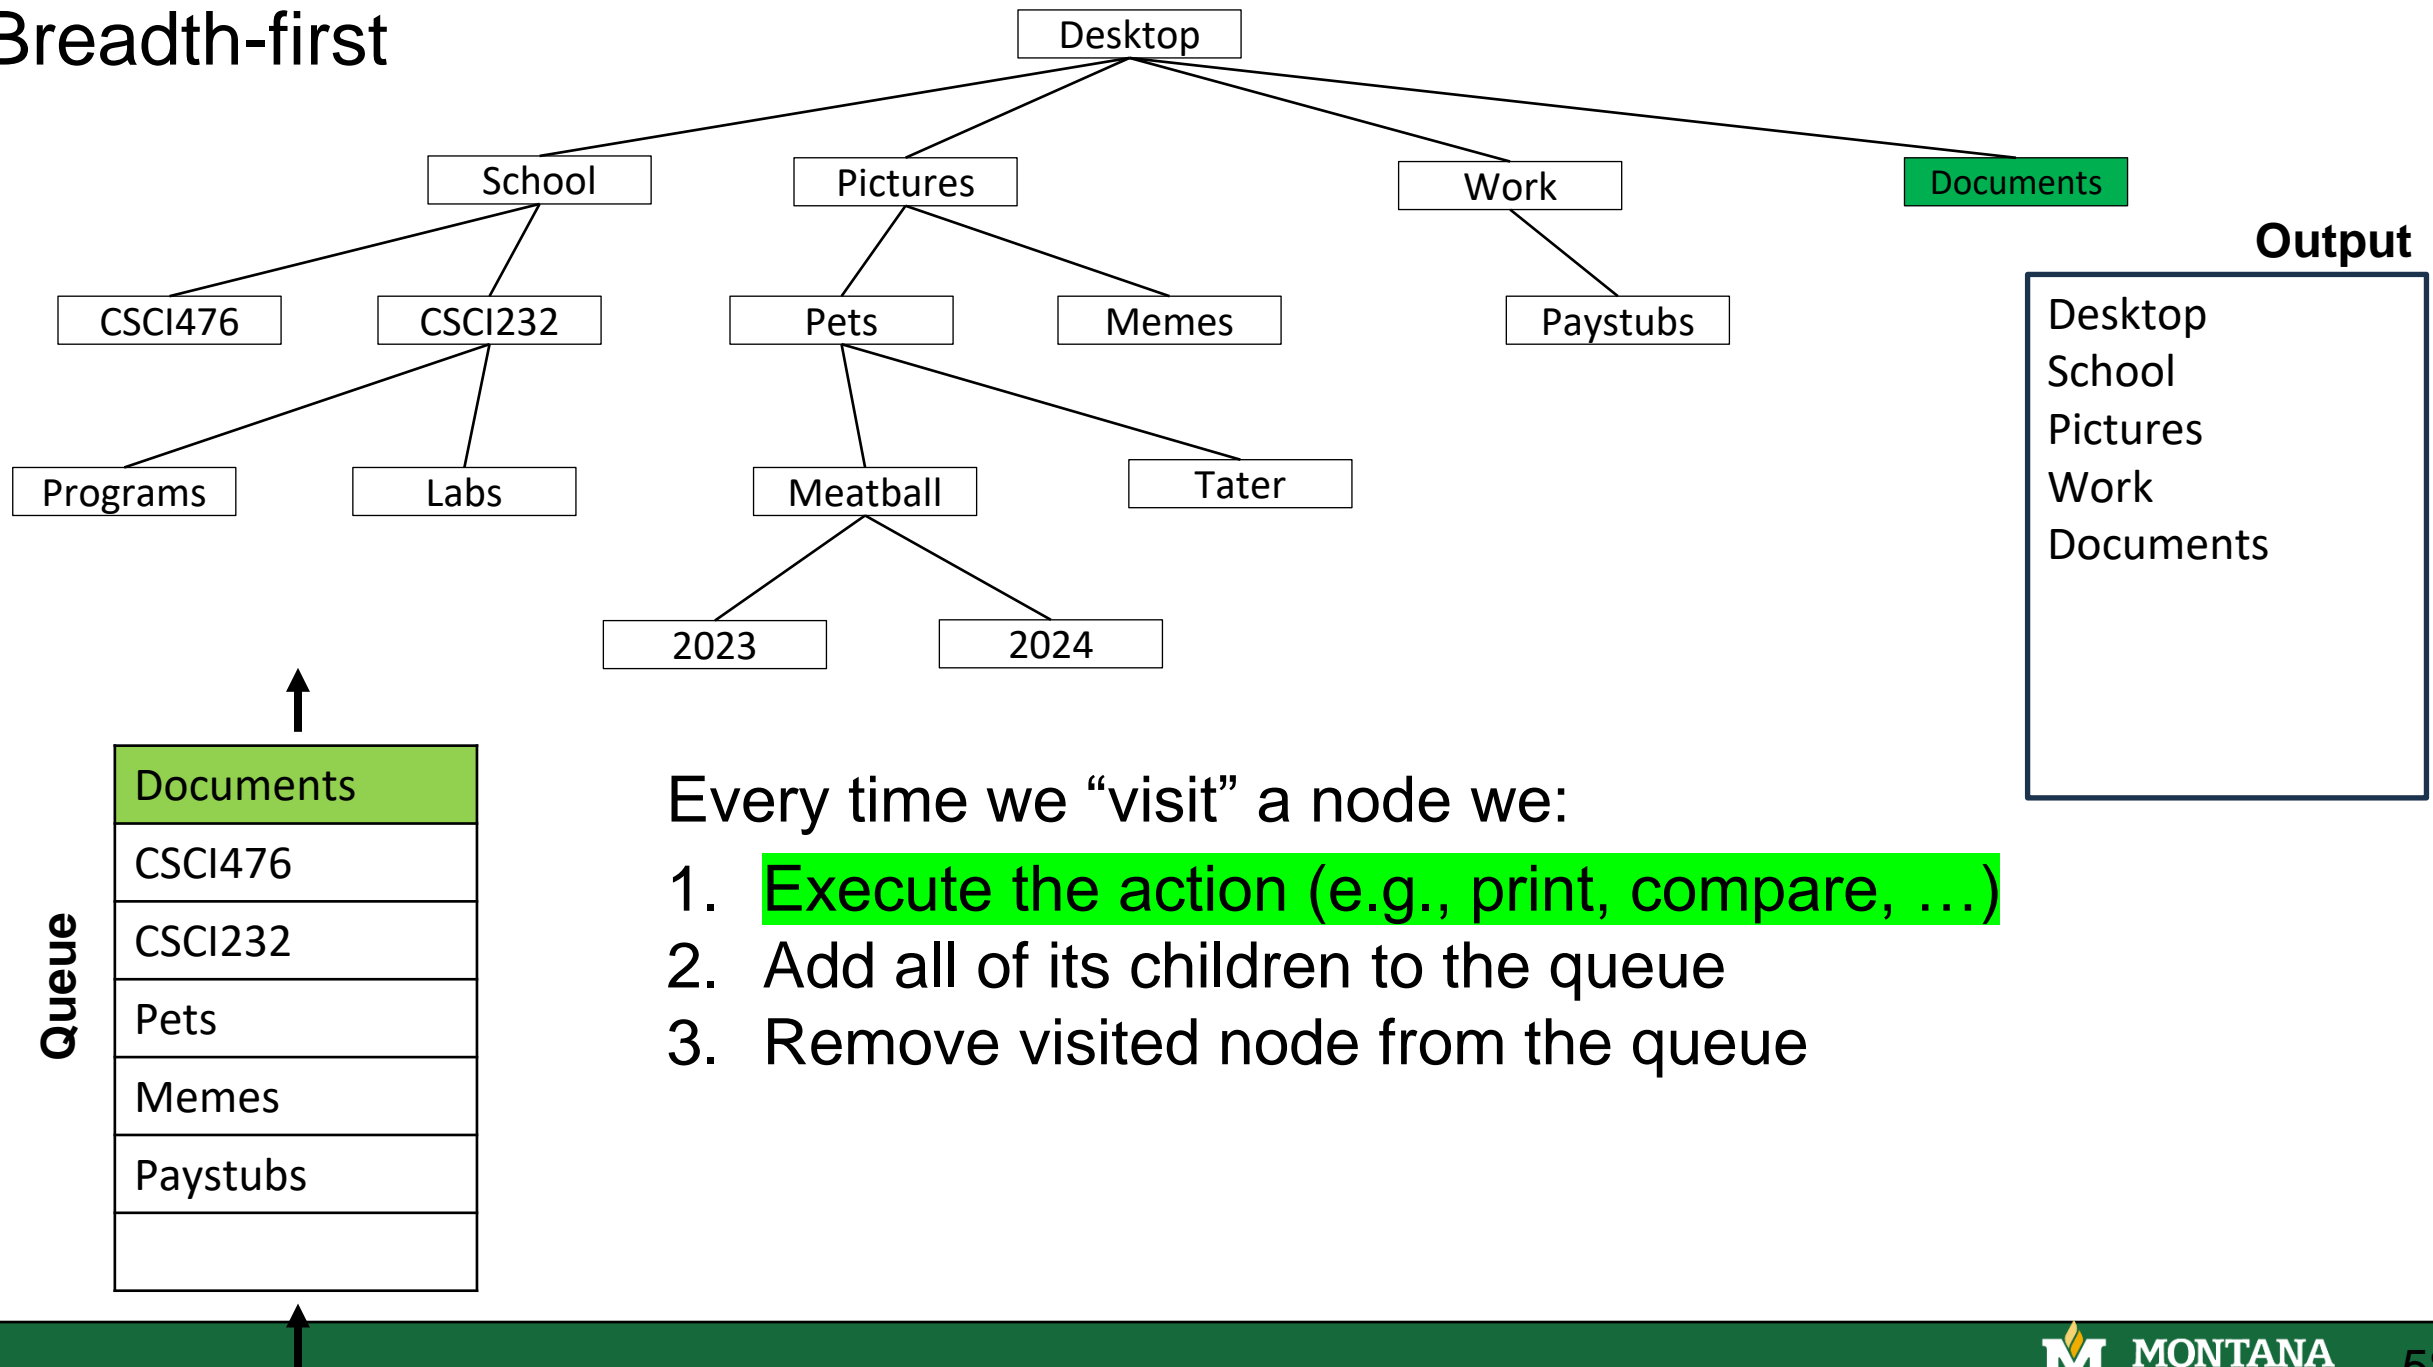 Breadth-first
Desktop
School
Pictures
Work
Documents
Output
CSCI476
CSCI232
Pets
Memes
Paystubs
Desktop
School
Pictures
Work
Documents
Programs
Labs
Meatball
Tater
2023
2024
Queue
Documents
CSCI476
CSCI232
Pets
Memes
Paystubs
Every time we “visit” a node we:
1. Execute the action (e.g., print, compare, …)
2. Add all of its children to the queue
3. Remove visited node from the queue
M MONTANA